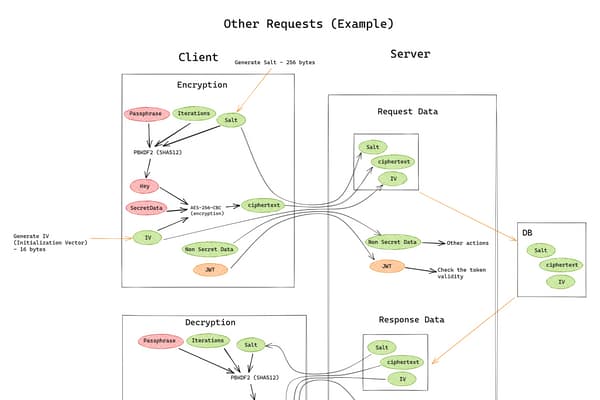 Other Requests (Example)
Client
Server
Generate Salt - 256 bytes
Encryption
Passphrase
Iterations
Salt
PBKDF2 (SHA512)
Key
SecretData
AES-256-CBC
(encryption)
ciphertext
IV
Generate IV
(Initialization Vector)
- 16 bytes
Non Secret Data
JWT
Request Data
Salt
ciphertext
IV
Non Secret Data
Other actions
JWT
Check the token
validity
DB
Salt
ciphertext
IV
Decryption
Passphrase
Iterations
Salt
PBKDF2 (SHA512)
Response Data
Salt
ciphertext
IV